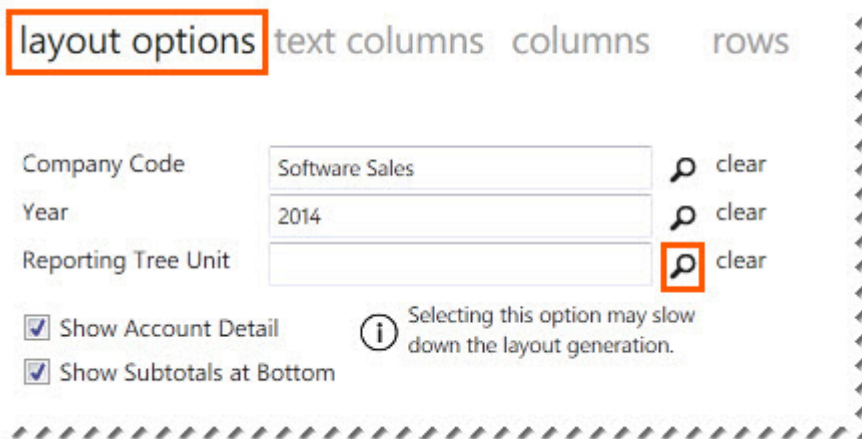 layout options text columns columns rows
Company Code Software Sales clear
Year 2014 clear
Reporting Tree Unit clear
Show Account Detail
Selecting this option may slow
down the layout generation.
Show Subtotals at Bottom